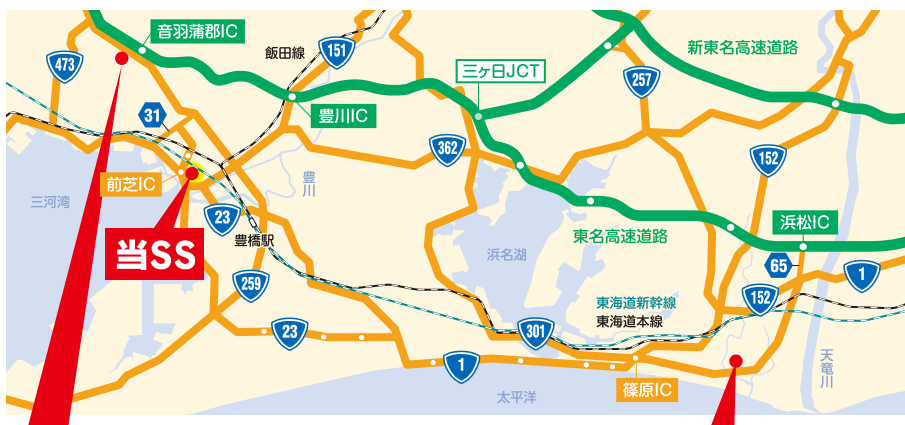 音羽蒲郡IC
飯田線
151
新東名高速道路
473
三ヶ日JCT
257
31
豊川IC
362
152
前芝IC
豊川
三河湾
23
浜松IC
豊橋駅
東名高速道路
当SS
浜名湖
65
1
259
東海道新幹線
152
東海道本線
23
301
1
天竜川
篠原IC
太平洋